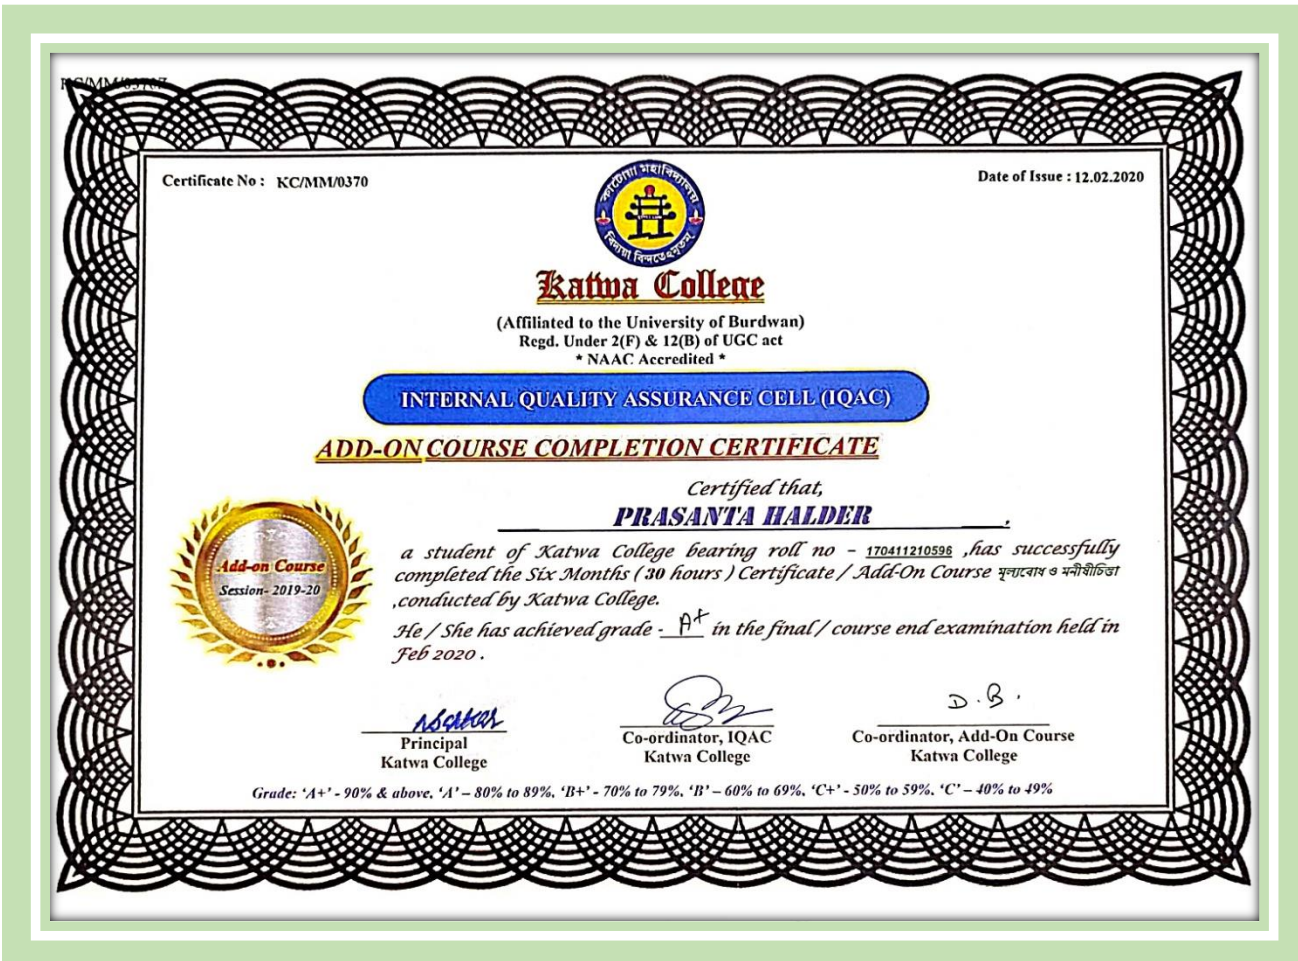 Certificate No : KC/MM/0370
Date of Issue : 12.02.2020
কাটোয়া মহাবিদ্যালয়
Katwa College
(Affiliated to the University of Burdwan)
Regd. Under 2(F) & 12(B) of UGC act
* NAAC Accredited *
INTERNAL QUALITY ASSURANCE CELL (IQAC)
ADD-ON COURSE COMPLETION CERTIFICATE
Certified that,
PRASANTA HALDER ,
Add-on Course
Session- 2019-20
a student of Katwa College bearing roll no – 170411210596 ,has successfully
completed the Six Months ( 30 hours ) Certificate / Add-On Course মূল্যবোধ ও মনীষীচিন্তা
,conducted by Katwa College.
He / She has achieved grade - A+ in the final / course end examination held in
Feb 2020 .
D.B.
Principal
Katwa College
Co-ordinator, IQAC
Katwa College
Co-ordinator, Add-On Course
Katwa College
Grade: ‘A+’ - 90% & above, ‘A’ – 80% to 89%, ‘B+’ - 70% to 79%, ‘B’ – 60% to 69%, ‘C+’ - 50% to 59%, ‘C’ – 40% to 49%